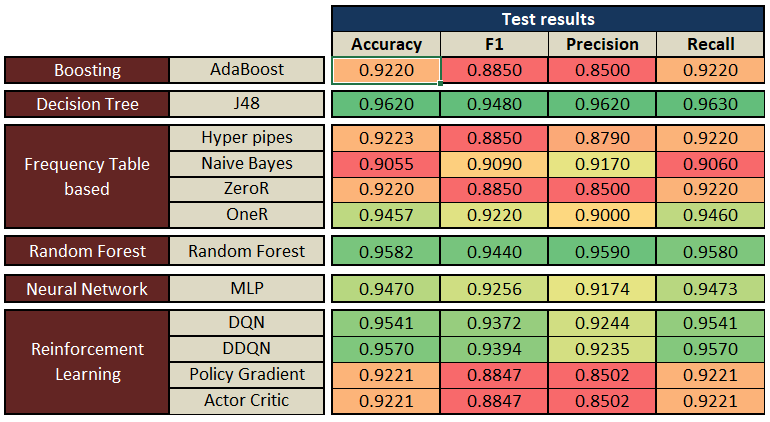 Test results
Accuracy F1 Precision Recall
Boosting AdaBoost 0.9220 0.8850 0.8500 0.9220
Decision Tree J48 0.9620 0.9480 0.9620 0.9630
Frequency Table based
Hyper pipes 0.9223 0.8850 0.8790 0.9220
Naive Bayes 0.9055 0.9090 0.9170 0.9060
ZeroR 0.9220 0.8850 0.8500 0.9220
OneR 0.9457 0.9220 0.9000 0.9460
Random Forest Random Forest 0.9582 0.9440 0.9590 0.9580
Neural Network MLP 0.9470 0.9256 0.9174 0.9473
Reinforcement Learning
DQN 0.9541 0.9372 0.9244 0.9541
DDQN 0.9570 0.9394 0.9235 0.9570
Policy Gradient 0.9221 0.8847 0.8502 0.9221
Actor Critic 0.9221 0.8847 0.8502 0.9221